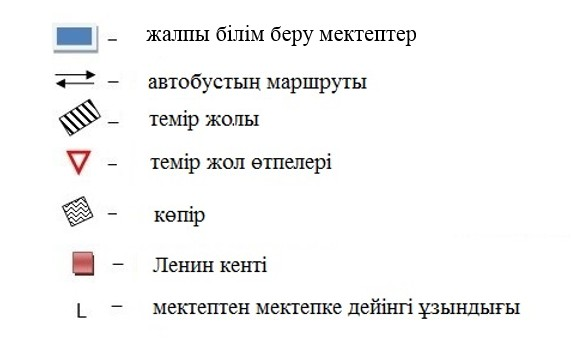 – жалпы білім беру мектептер
– автобустың маршруты
– темір жолы
– темір жол өтпелері
– көпір
– Ленин кенті
L – мектептен мектепке дейінгі ұзындығы